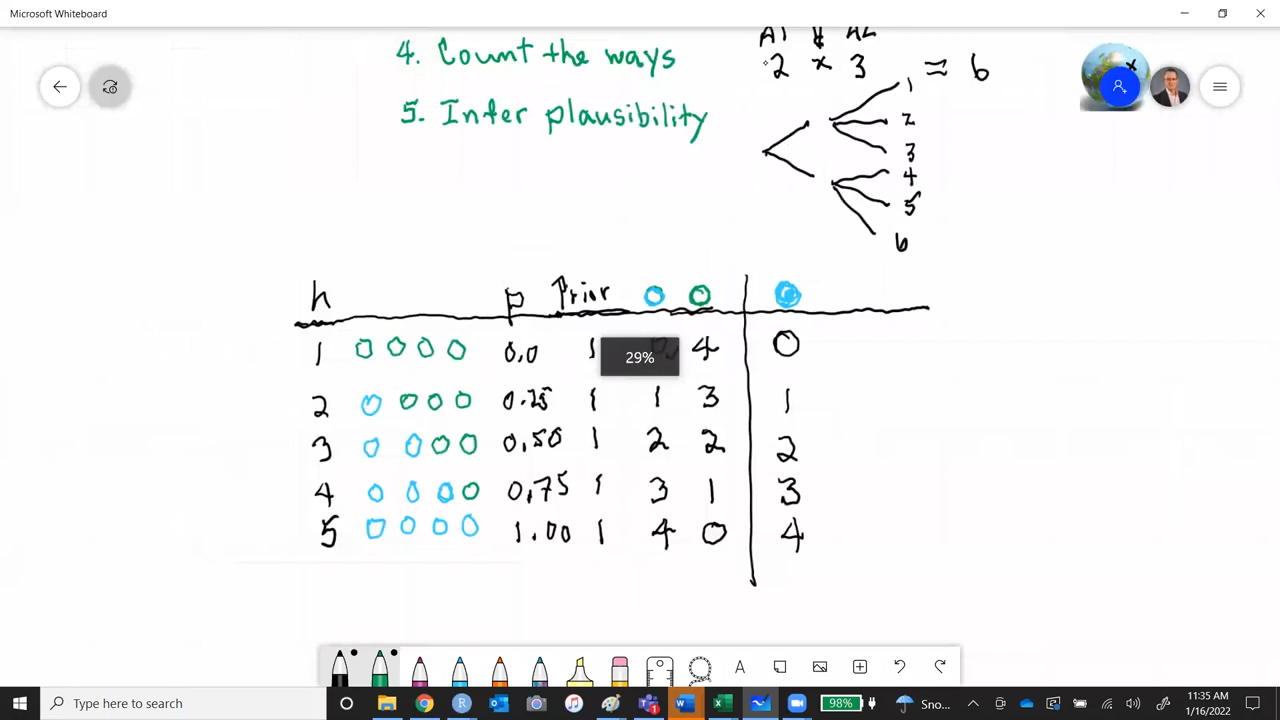 Microsoft Whiteboard
4. Count the ways
2 × 3 = 6
5. Infer plausibility
1
2
3
4
5
6
h p Prior
1 0.0 1 4 0
29%
2 0.25 1 1 3 1
3 0.50 1 2 2 2
4 0.75 1 3 1 3
5 1.00 1 4 0 4
A
Type here to search
98%
Sno...
11:35 AM
1/16/2022